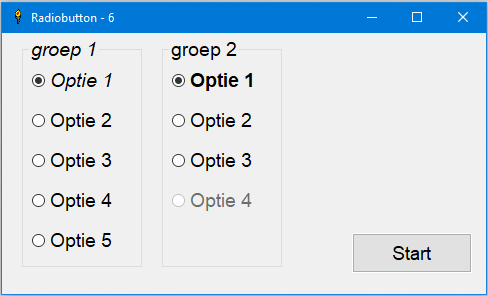 Radiobutton - 6
groep 1
Optie 1
Optie 2
Optie 3
Optie 4
Optie 5
groep 2
Optie 1
Optie 2
Optie 3
Optie 4
Start